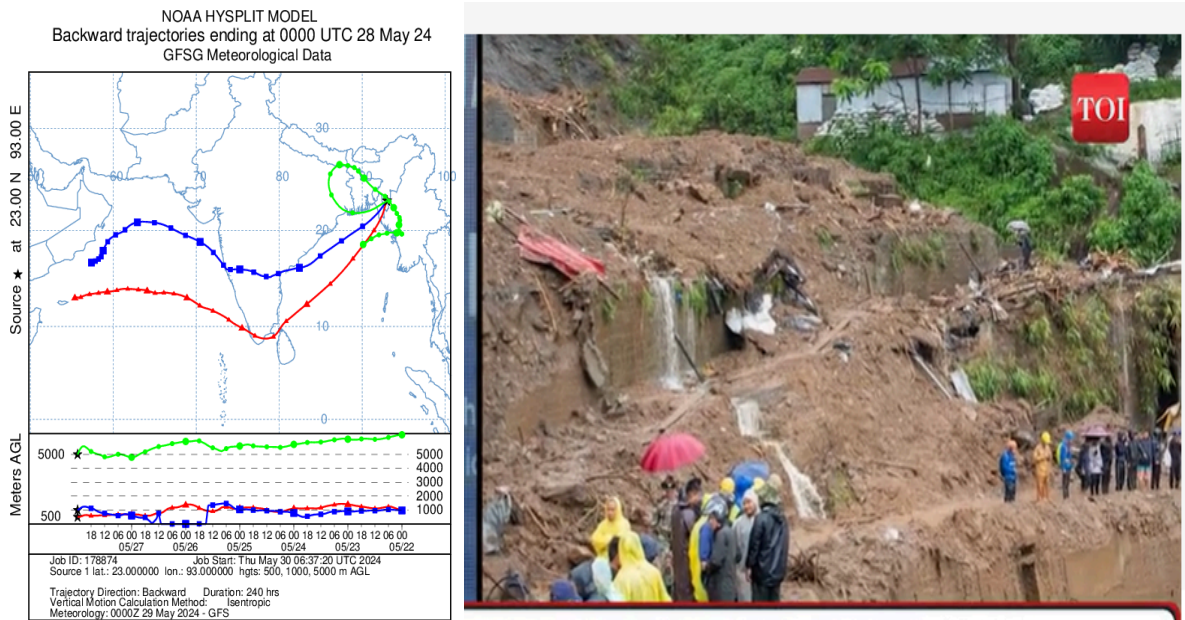 NOAA HYSPLIT MODEL
Backward trajectories ending at 0000 UTC 28 May 24
GFSG Meteorological Data
Source ★ at 23.00 N 93.00 E
30
60
70
80
100
20
10
0
Meters AGL
5000
500
5000
4000
3000
2000
1000
18 12 06 00 18 12 06 00 18 12 06 00 18 12 06 00 18 12 06 00 18 12 06 00
05/27 05/26 05/25 05/24 05/23 05/22
Job ID: 178874 Job Start: Thu May 30 06:37:20 UTC 2024
Source 1 lat.: 23.000000 lon.: 93.000000 hgts: 500, 1000, 5000 m AGL
Trajectory Direction: Backward Duration: 240 hrs
Vertical Motion Calculation Method: Isentropic
Meteorology: 0000Z 29 May 2024 - GFS
TOI